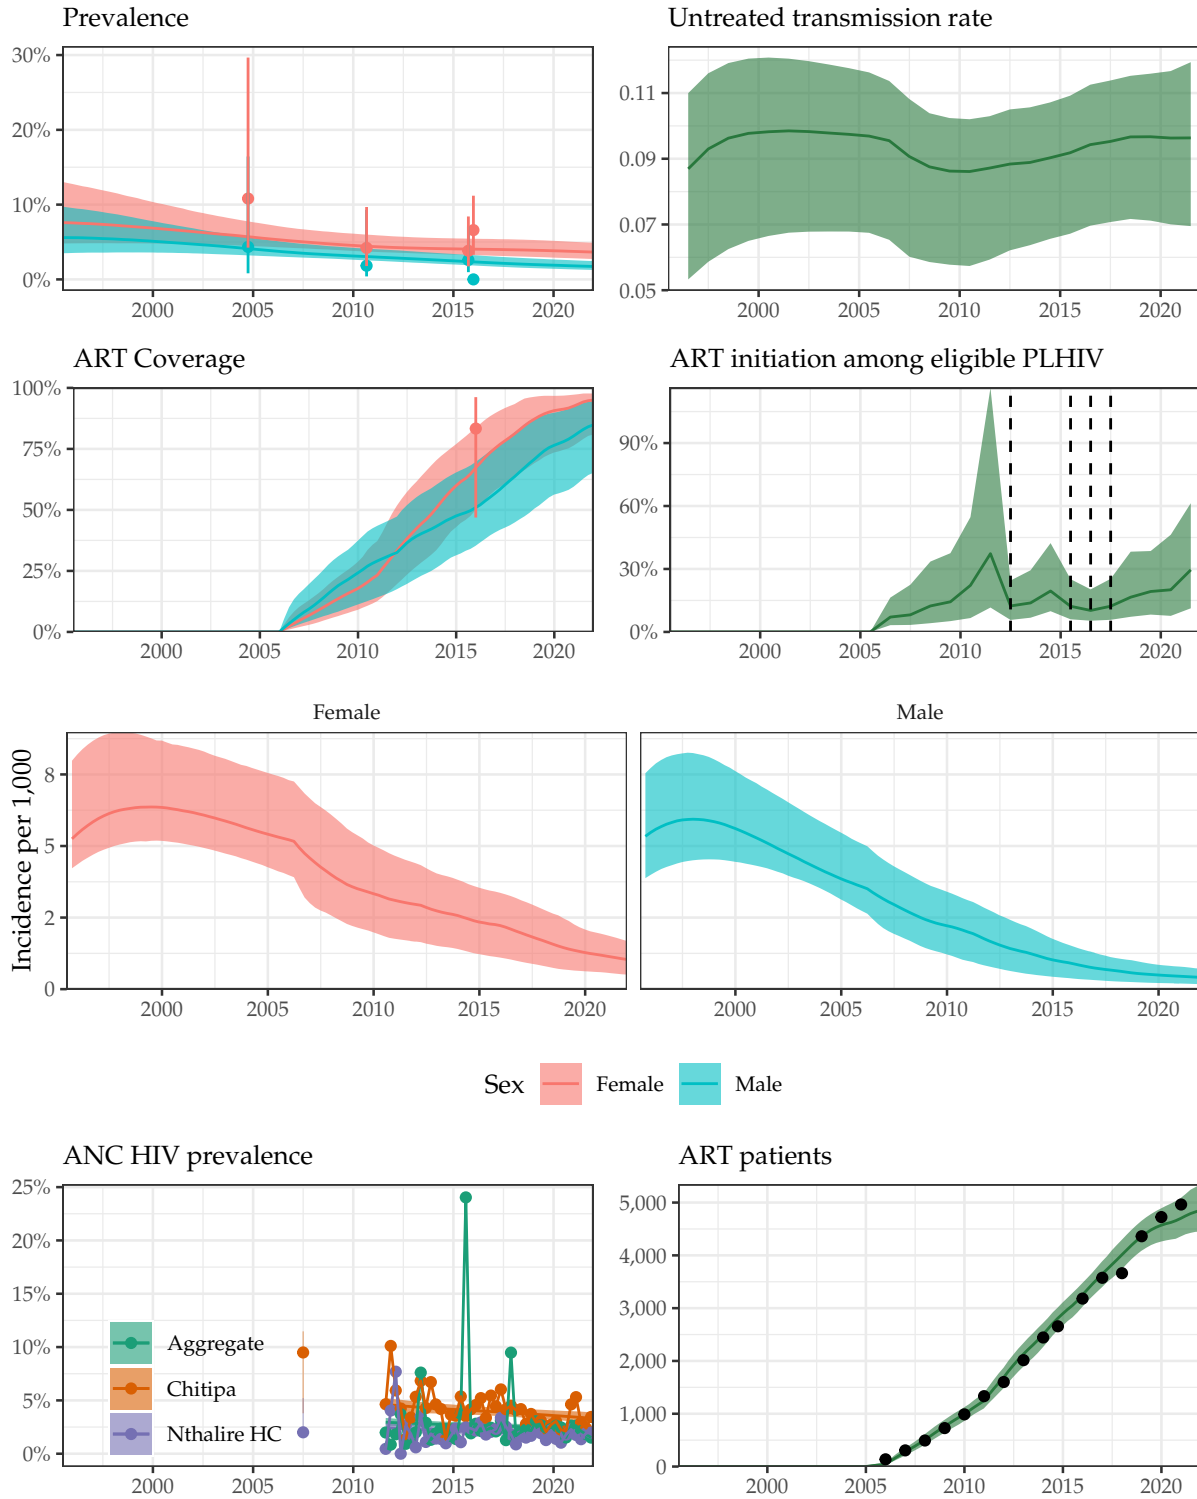 Prevalence
Untreated transmission rate
30%
20%
10%
0%
2000 2005 2010 2015 2020
0.11
0.09
0.07
0.05
2000 2005 2010 2015 2020
ART Coverage
ART initiation among eligible PLHIV
100%
75%
50%
25%
0%
2000 2005 2010 2015 2020
90%
60%
30%
0%
2000 2005 2010 2015 2020
Female
Male
Incidence per 1,000
8
5
2
0
2000 2005 2010 2015 2020
2000 2005 2010 2015 2020
Sex Female Male
ANC HIV prevalence
ART patients
25%
20%
15%
10%
5%
0%
Aggregate
Chitipa
Nthalire HC
2000 2005 2010 2015 2020
5,000
4,000
3,000
2,000
1,000
0
2000 2005 2010 2015 2020